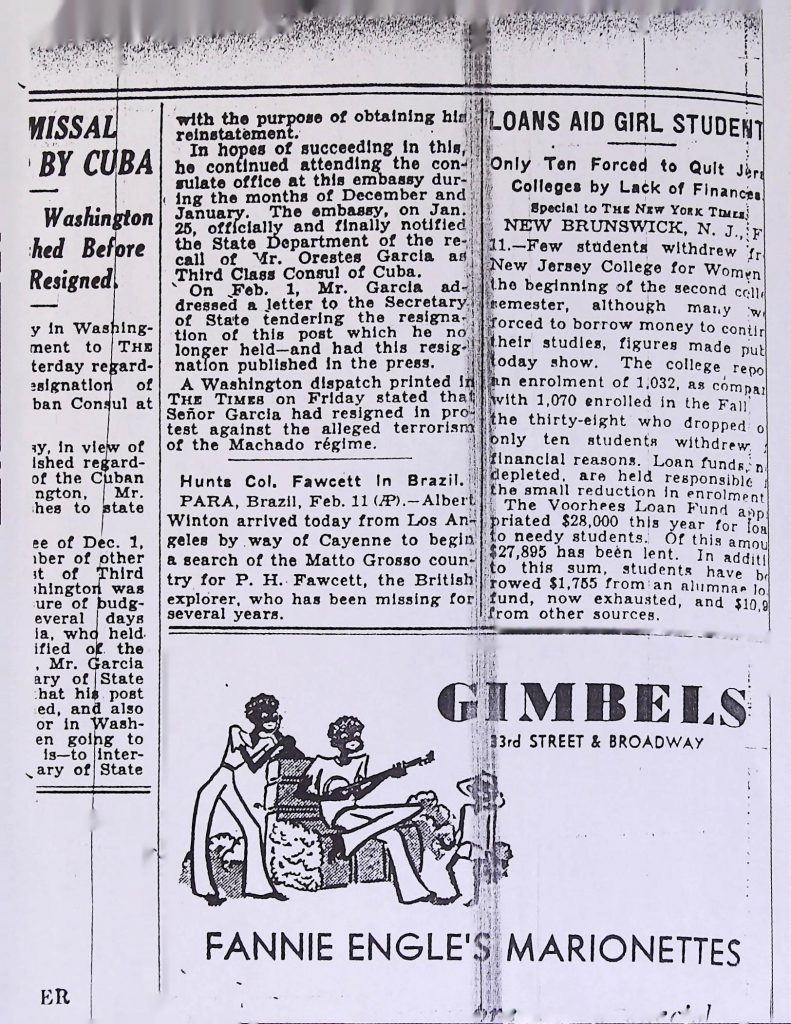 MISSAL
BY CUBA
Washington
hed Before
Resigned.
y in Washing-
ment to THE
terday regard-
esignation of
ban Consul at
ay, in view of
ished regard-
of the Cuban
ngton, Mr.
hes to state
ee of Dec. 1,
ber of other
st of Third
hington was
ure of budg-
everal days
ia, who held
ified of the
, Mr. Garcia
ary of State
hat his post
ed, and also
or in Wash-
en going to
is—to inter-
ary of State
ER
with the purpose of obtaining his
reinstatement.
In hopes of succeeding in this,
he continued attending the con-
sulate office at this embassy dur-
ing the months of December and
January. The embassy, on Jan.
25, officially and finally notified
the State Department of the re-
call of Mr. Orestes Garcia as
Third Class Consul of Cuba.
On Feb. 1, Mr. Garcia ad-
dressed a letter to the Secretary
of State tendering the resigna-
tion of this post which he no
longer held—and had this resig-
nation published in the press.
A Washington dispatch printed in
THE TIMES on Friday stated that
Señor Garcia had resigned in pro-
test against the alleged terrorism
of the Machado régime.
Hunts Col. Fawcett In Brazil.
PARA, Brazil, Feb. 11 (AP).—Albert
Winton arrived today from Los An-
geles by way of Cayenne to begin
a search of the Matto Grosso coun-
try for P. H. Fawcett, the British
explorer, who has been missing for
several years.
LOANS AID GIRL STUDENT
Only Ten Forced to Quit Jers
Colleges by Lack of Finances.
Special to THE NEW YORK TIMES.
NEW BRUNSWICK, N. J., F
11.—Few students withdrew fr
New Jersey College for Women
the beginning of the second coll
semester, although many w
forced to borrow money to contin
their studies, figures made pub
today show. The college repo
an enrolment of 1,032, as compar
with 1,070 enrolled in the Fall.
the thirty-eight who dropped o
only ten students withdrew
financial reasons. Loan funds, n
depleted, are held responsible
the small reduction in enrolment
The Voorhees Loan Fund app
priated $28,000 this year for loa
to needy students. Of this amou
$27,895 has been lent. In additi
to this sum, students have b
rowed $1,755 from an alumnae lo
fund, now exhausted, and $10,9
from other sources.
GIMBELS
33rd STREET & BROADWAY
FANNIE ENGLE'S MARIONETTES